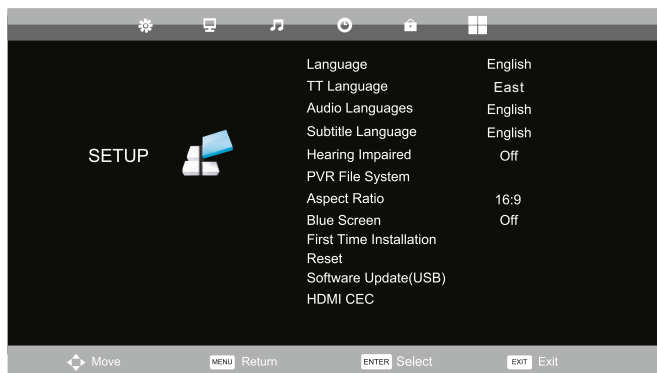 SETUP
Language English
TT Language East
Audio Languages English
Subtitle Language English
Hearing Impaired Off
PVR File System
Aspect Ratio 16:9
Blue Screen Off
First Time Installation
Reset
Software Update(USB)
HDMI CEC
Move MENU Return ENTER Select EXIT Exit